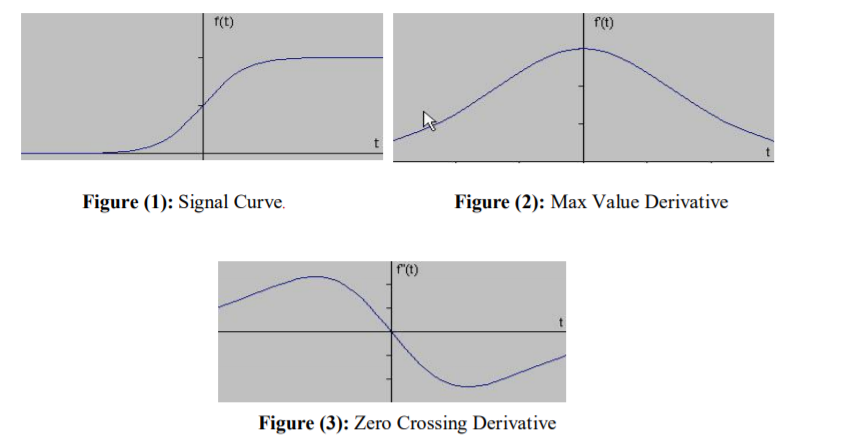 f(t)
t
f'(t)
t
Figure (1): Signal Curve.
Figure (2): Max Value Derivative
f''(t)
t
Figure (3): Zero Crossing Derivative